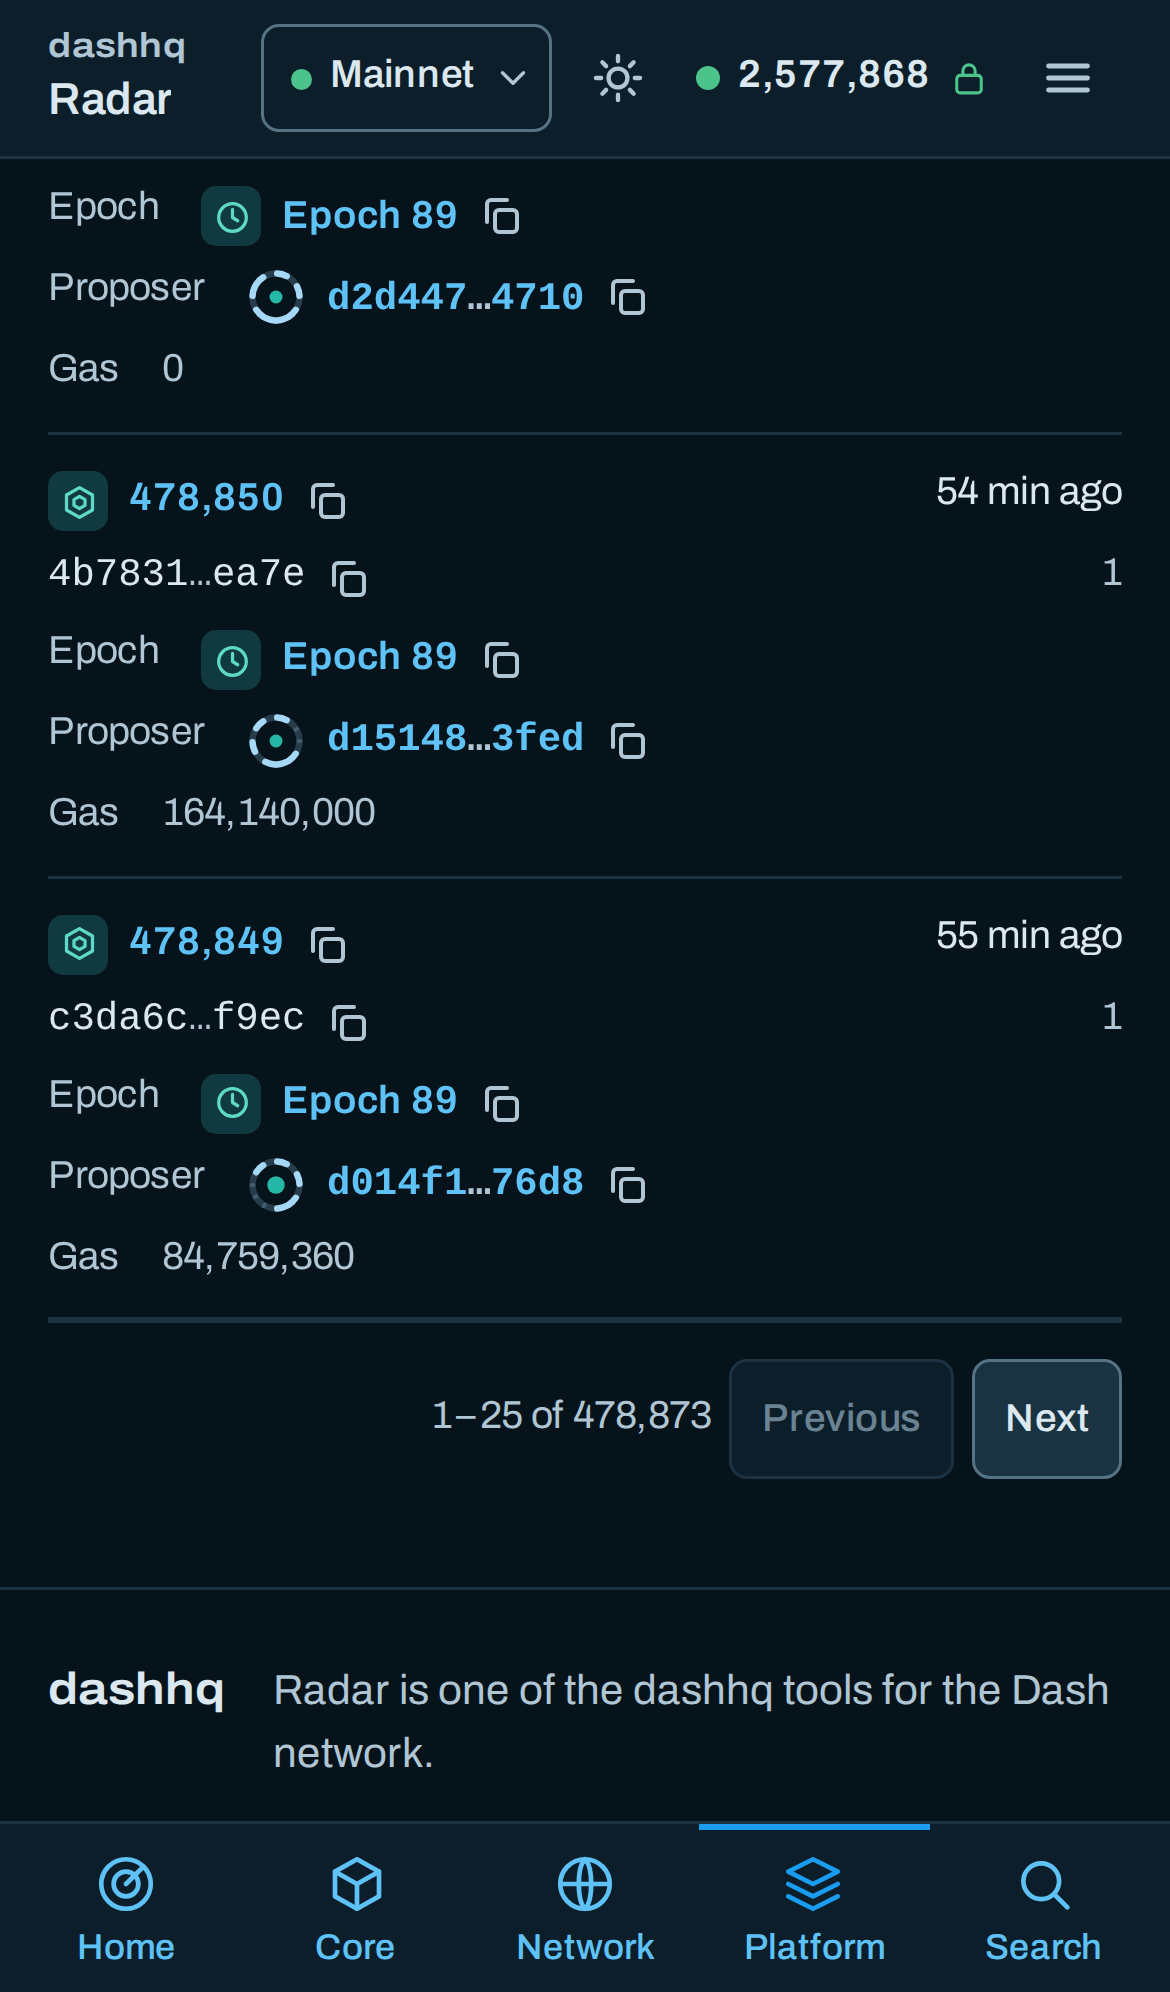 dashhq
Radar
Mainnet
2,577,868
Epoch Epoch 89
Proposer d2d447…4710
Gas 0
478,850 54 min ago
4b7831…ea7e 1
Epoch Epoch 89
Proposer d15148…3fed
Gas 164,140,000
478,849 55 min ago
c3da6c…f9ec 1
Epoch Epoch 89
Proposer d014f1…76d8
Gas 84,759,360
1–25 of 478,873 Previous Next
dashhq Radar is one of the dashhq tools for the Dash
network.
Home Core Network Platform Search